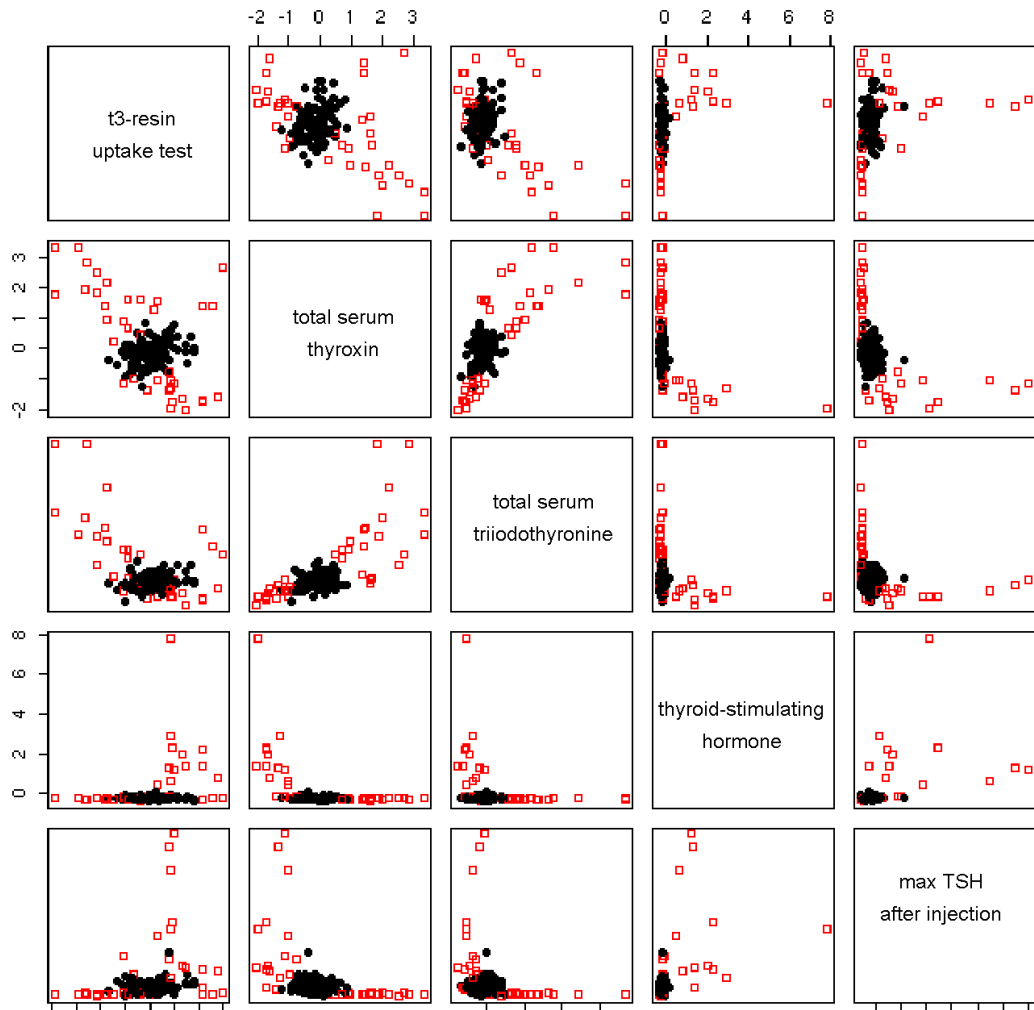 -2 -1 0 1 2 3 0 2 4 6 8
t3-resin
uptake test
3
2
1
0
-2
total serum
thyroxin
total serum
triiodothyronine
8
6
4
2
0
thyroid-stimulating
hormone
max TSH
after injection